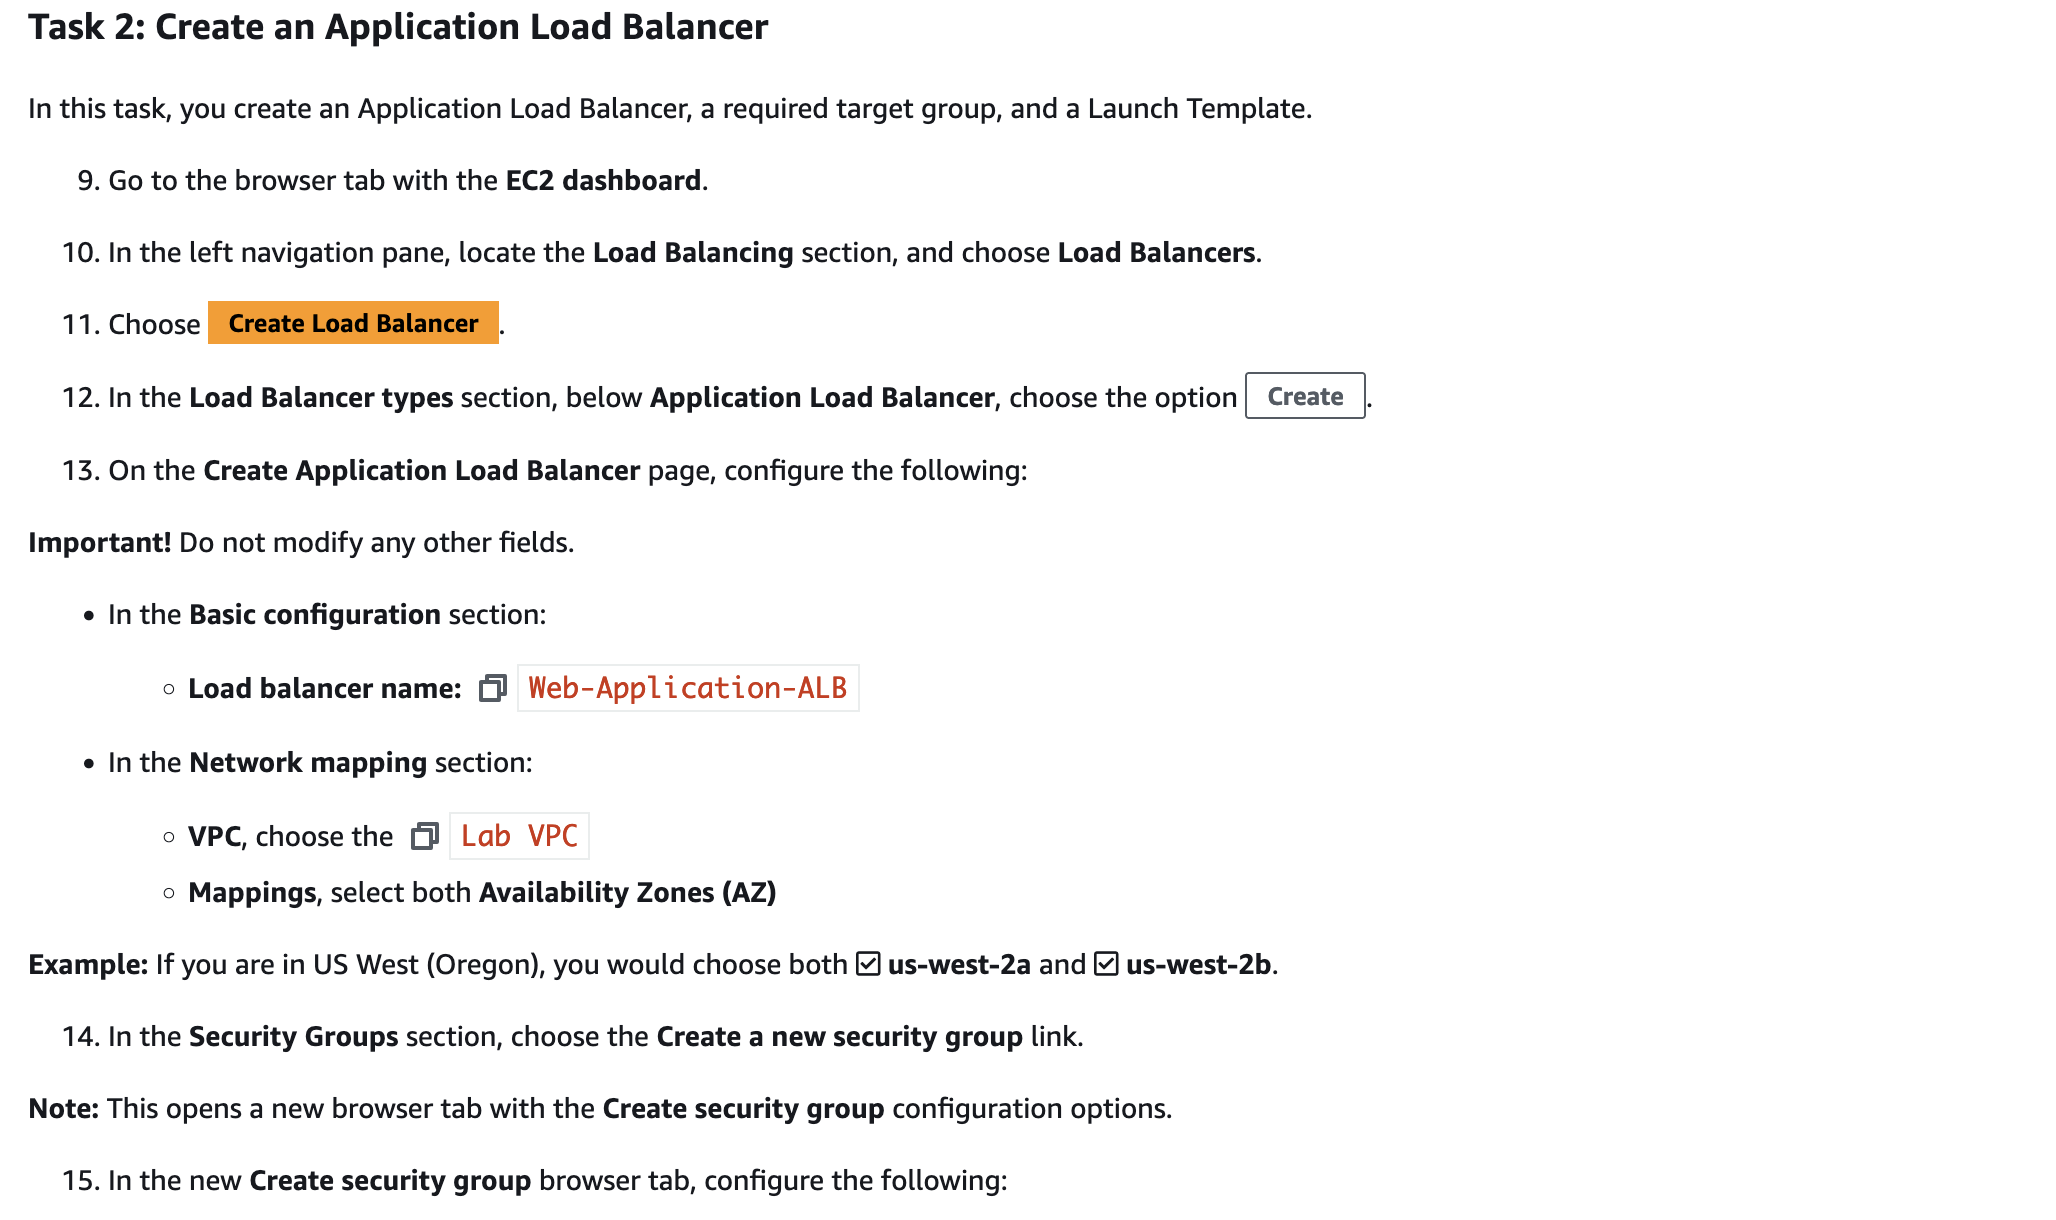 Task 2: Create an Application Load Balancer
In this task, you create an Application Load Balancer, a required target group, and a Launch Template.
9. Go to the browser tab with the EC2 dashboard.
10. In the left navigation pane, locate the Load Balancing section, and choose Load Balancers.
11. Choose Create Load Balancer.
12. In the Load Balancer types section, below Application Load Balancer, choose the option Create.
13. On the Create Application Load Balancer page, configure the following:
Important! Do not modify any other fields.
• In the Basic configuration section:
◦ Load balancer name: Web-Application-ALB
• In the Network mapping section:
◦ VPC, choose the Lab VPC
◦ Mappings, select both Availability Zones (AZ)
Example: If you are in US West (Oregon), you would choose both ☑ us-west-2a and ☑ us-west-2b.
14. In the Security Groups section, choose the Create a new security group link.
Note: This opens a new browser tab with the Create security group configuration options.
15. In the new Create security group browser tab, configure the following: